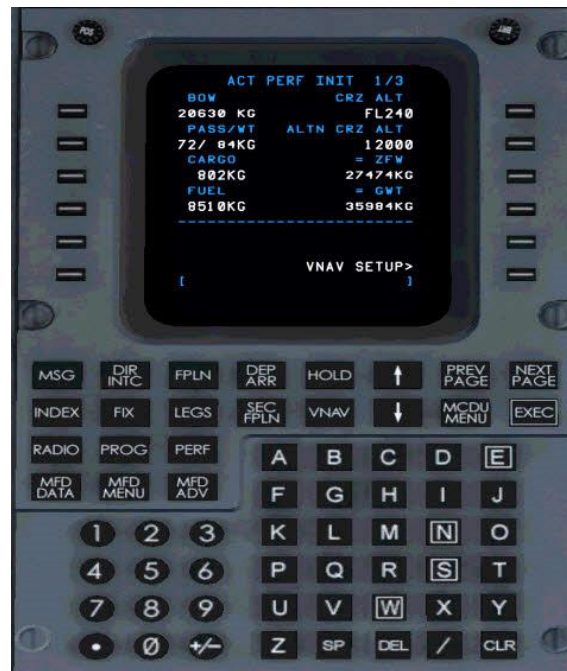 POS
BRT
ACT PERF INIT 1/3
BOW CRZ ALT
20630 KG FL240
PASS/WT ALTN CRZ ALT
72/ 84KG 12000
CARGO = ZFW
802KG 27474KG
FUEL = GWT
8510KG 35984KG
--------------------------------
VNAV SETUP>
[ ]
MSG DIR INTC FPLN DEP ARR HOLD ↑ PREV PAGE NEXT PAGE
INDEX FIX LEGS SEC FPLN VNAV ↓ MCDU MENU EXEC
RADIO PROG PERF
MFD DATA MFD MENU MFD ADV
A B C D E
F G H I J
1 2 3 K L M N O
4 5 6 P Q R S T
7 8 9 U V W X Y
. 0 +/- Z SP DEL / CLR